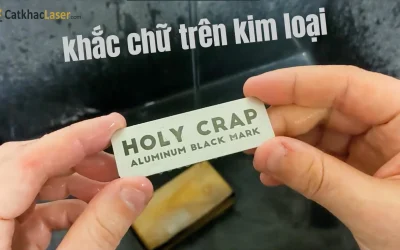 CatkhacLaser.com
khắc chữ trên kim loại
HOLY CRAP
ALUMINUM BLACK MARK